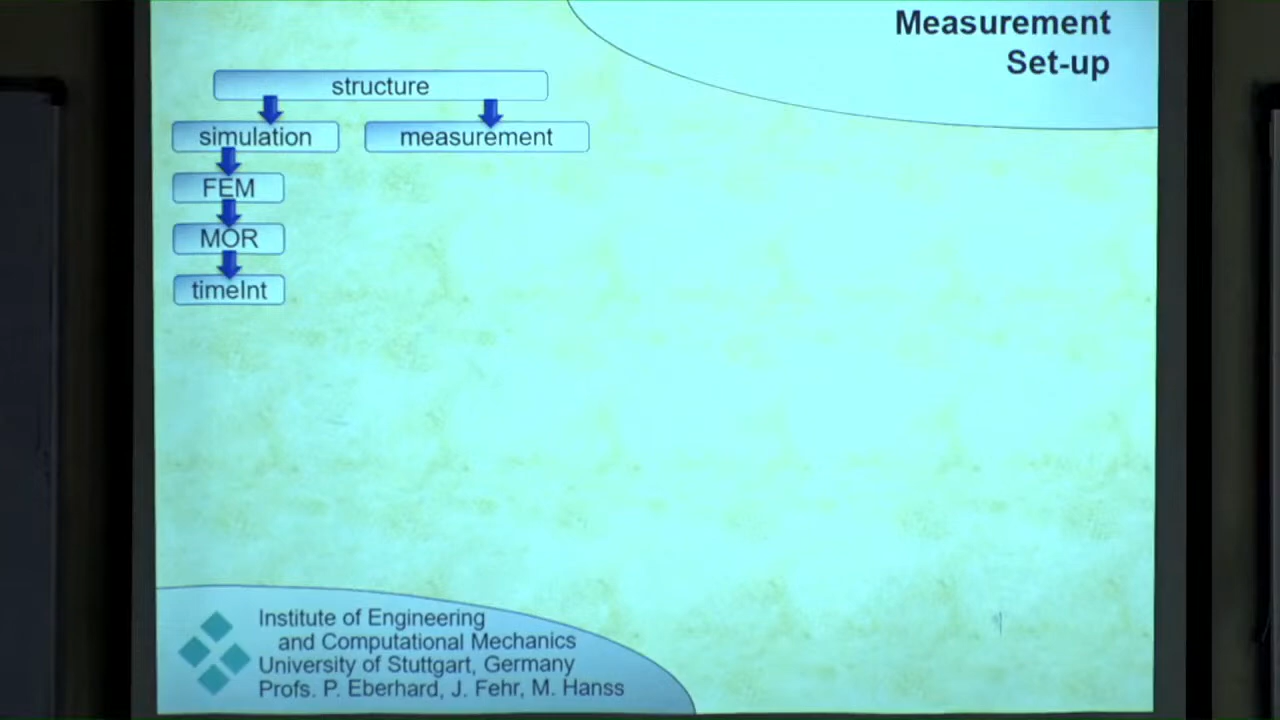 Measurement
Set-up
structure
simulation
measurement
FEM
MOR
timeInt
Institute of Engineering
and Computational Mechanics
University of Stuttgart, Germany
Profs. P. Eberhard, J. Fehr, M. Hanss